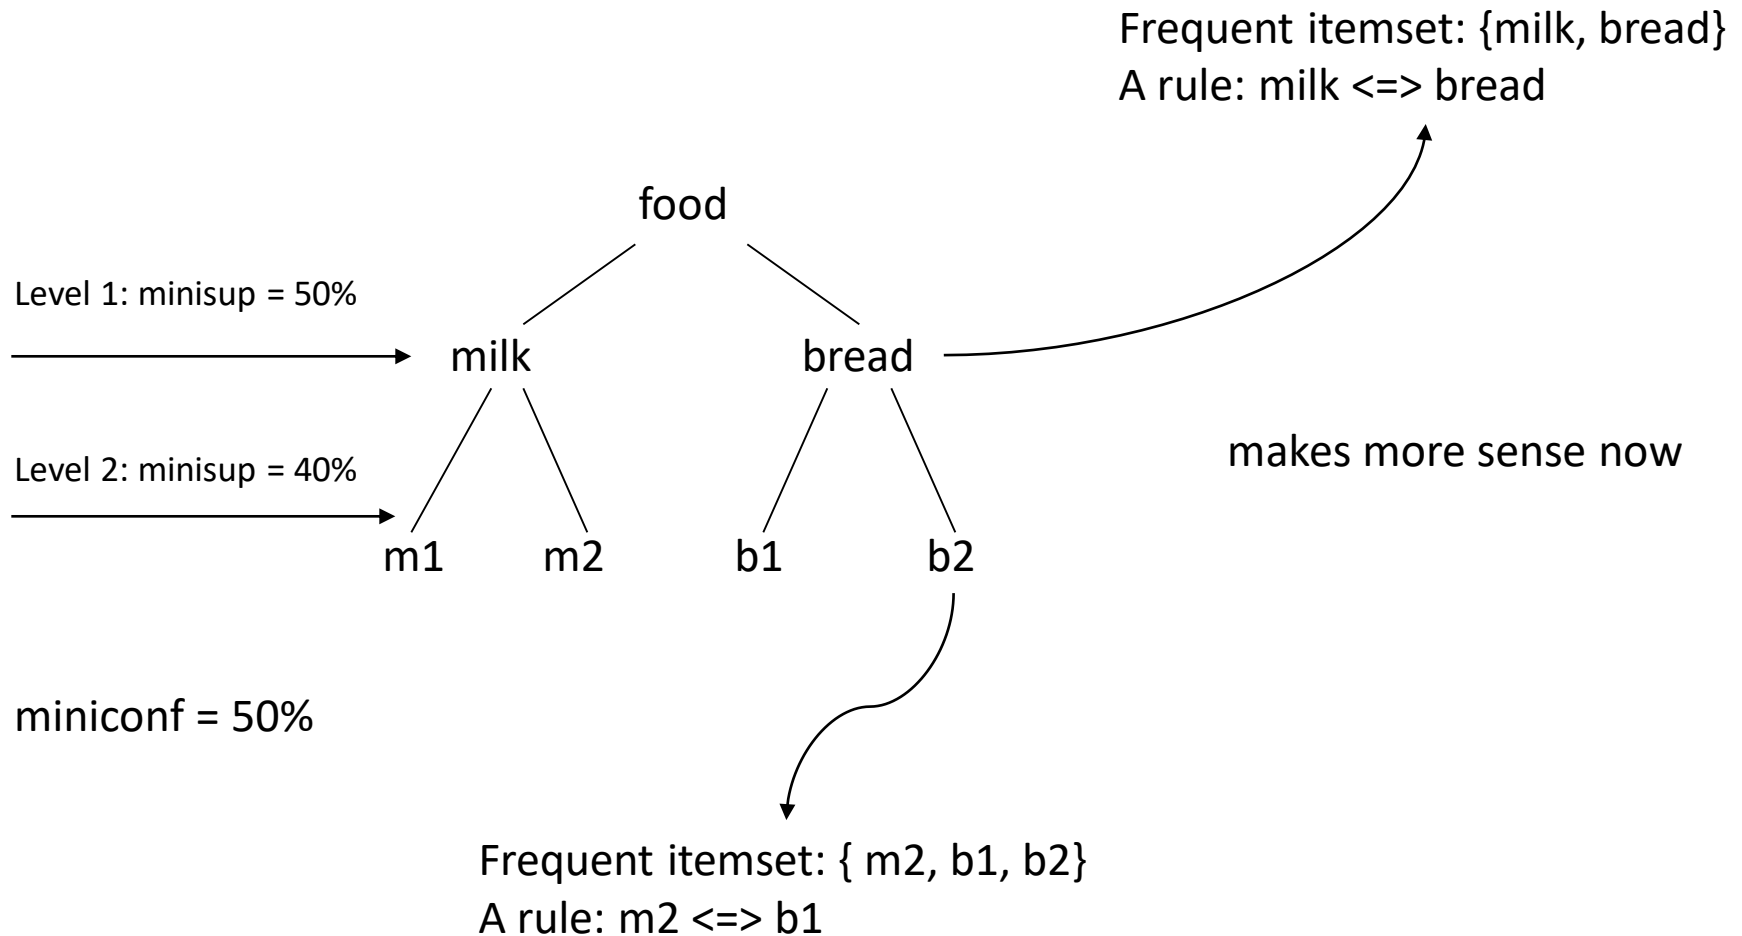 Frequent itemset: {milk, bread}
A rule: milk <=> bread
food
Level 1: minisup = 50%
milk
bread
makes more sense now
Level 2: minisup = 40%
m1
m2
b1
b2
miniconf = 50%
Frequent itemset: { m2, b1, b2}
A rule: m2 <=> b1